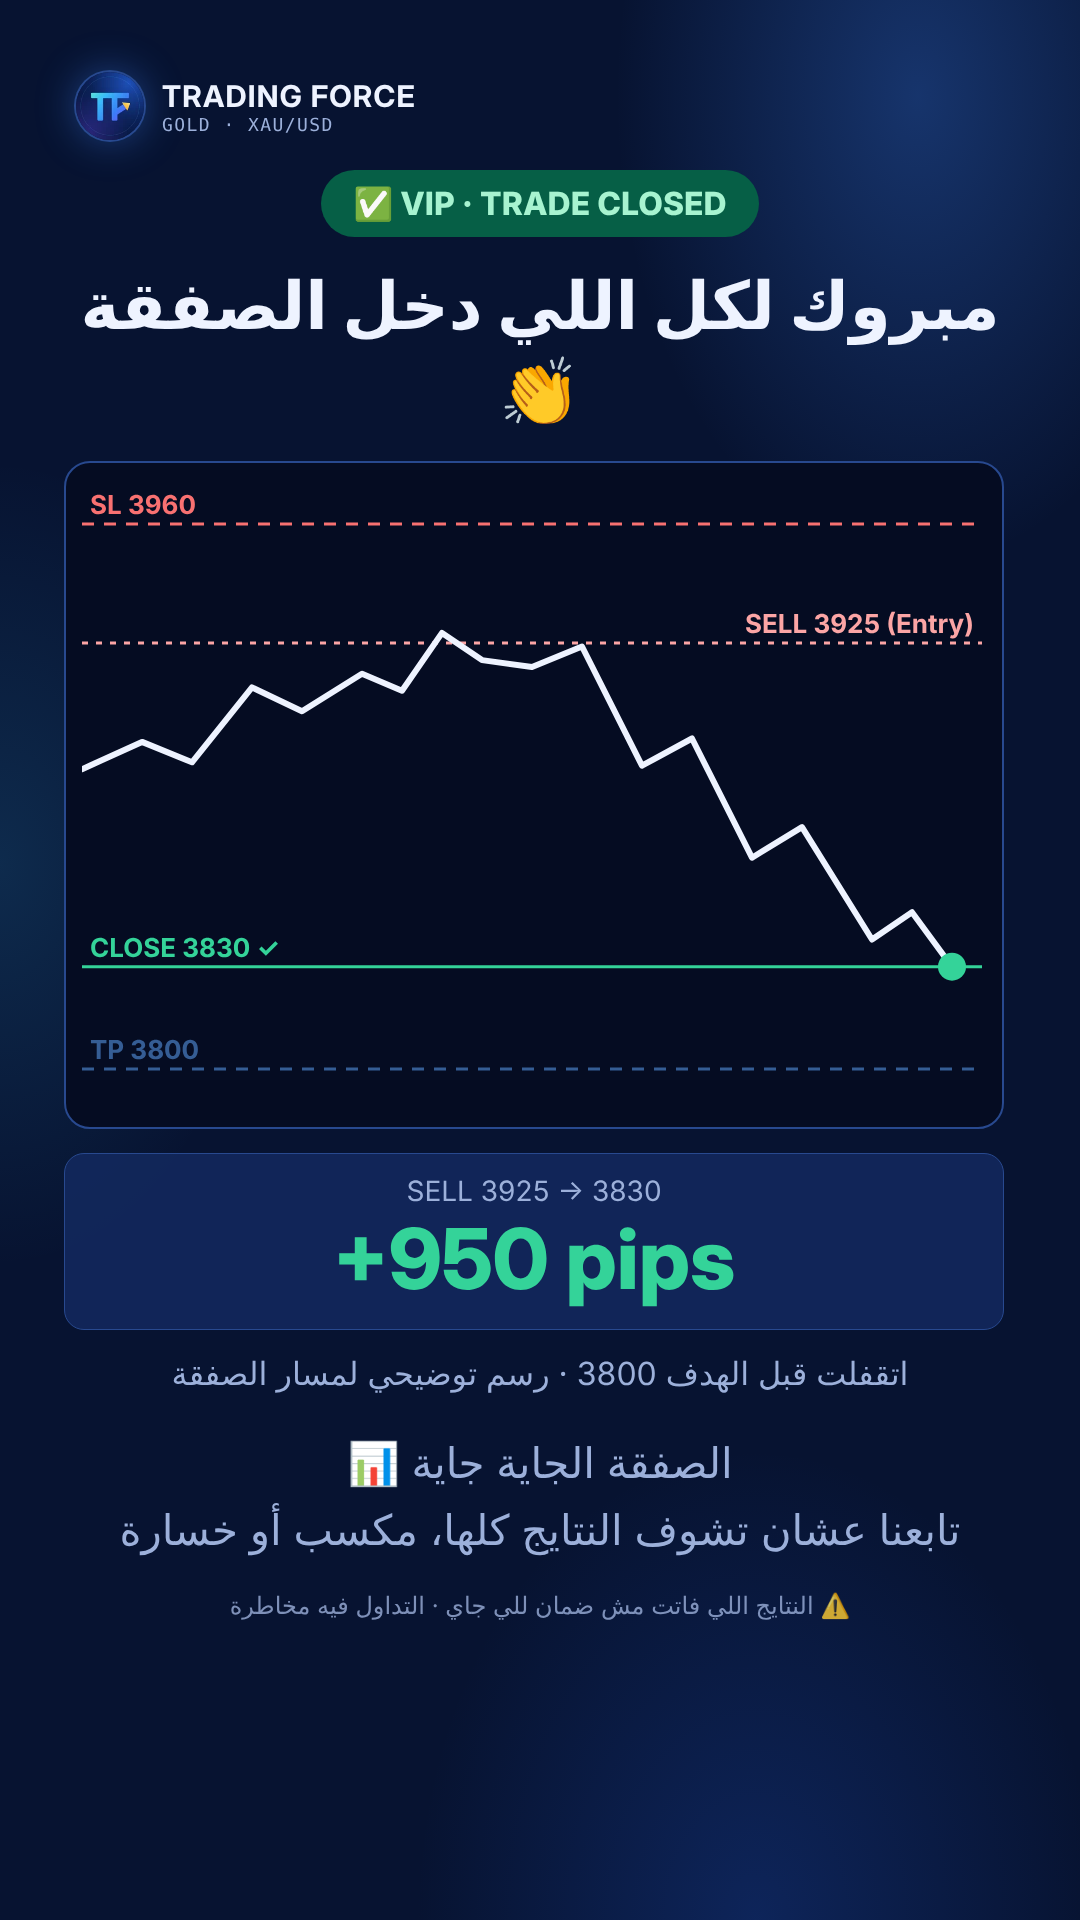 TRADING FORCE
GOLD · XAU/USD
✅ VIP · TRADE CLOSED
مبروك لكل اللي دخل الصفقة
👏
SL 3960
SELL 3925 (Entry)
CLOSE 3830 ✓
TP 3800
SELL 3925 → 3830
+950 pips
اتقفلت قبل الهدف 3800 · رسم توضيحي لمسار الصفقة
الصفقة الجاية جاية 📊
تابعنا عشان تشوف النتايج كلها، مكسب أو خسارة
⚠️ النتايج اللي فاتت مش ضمان للي جاي · التداول فيه مخاطرة